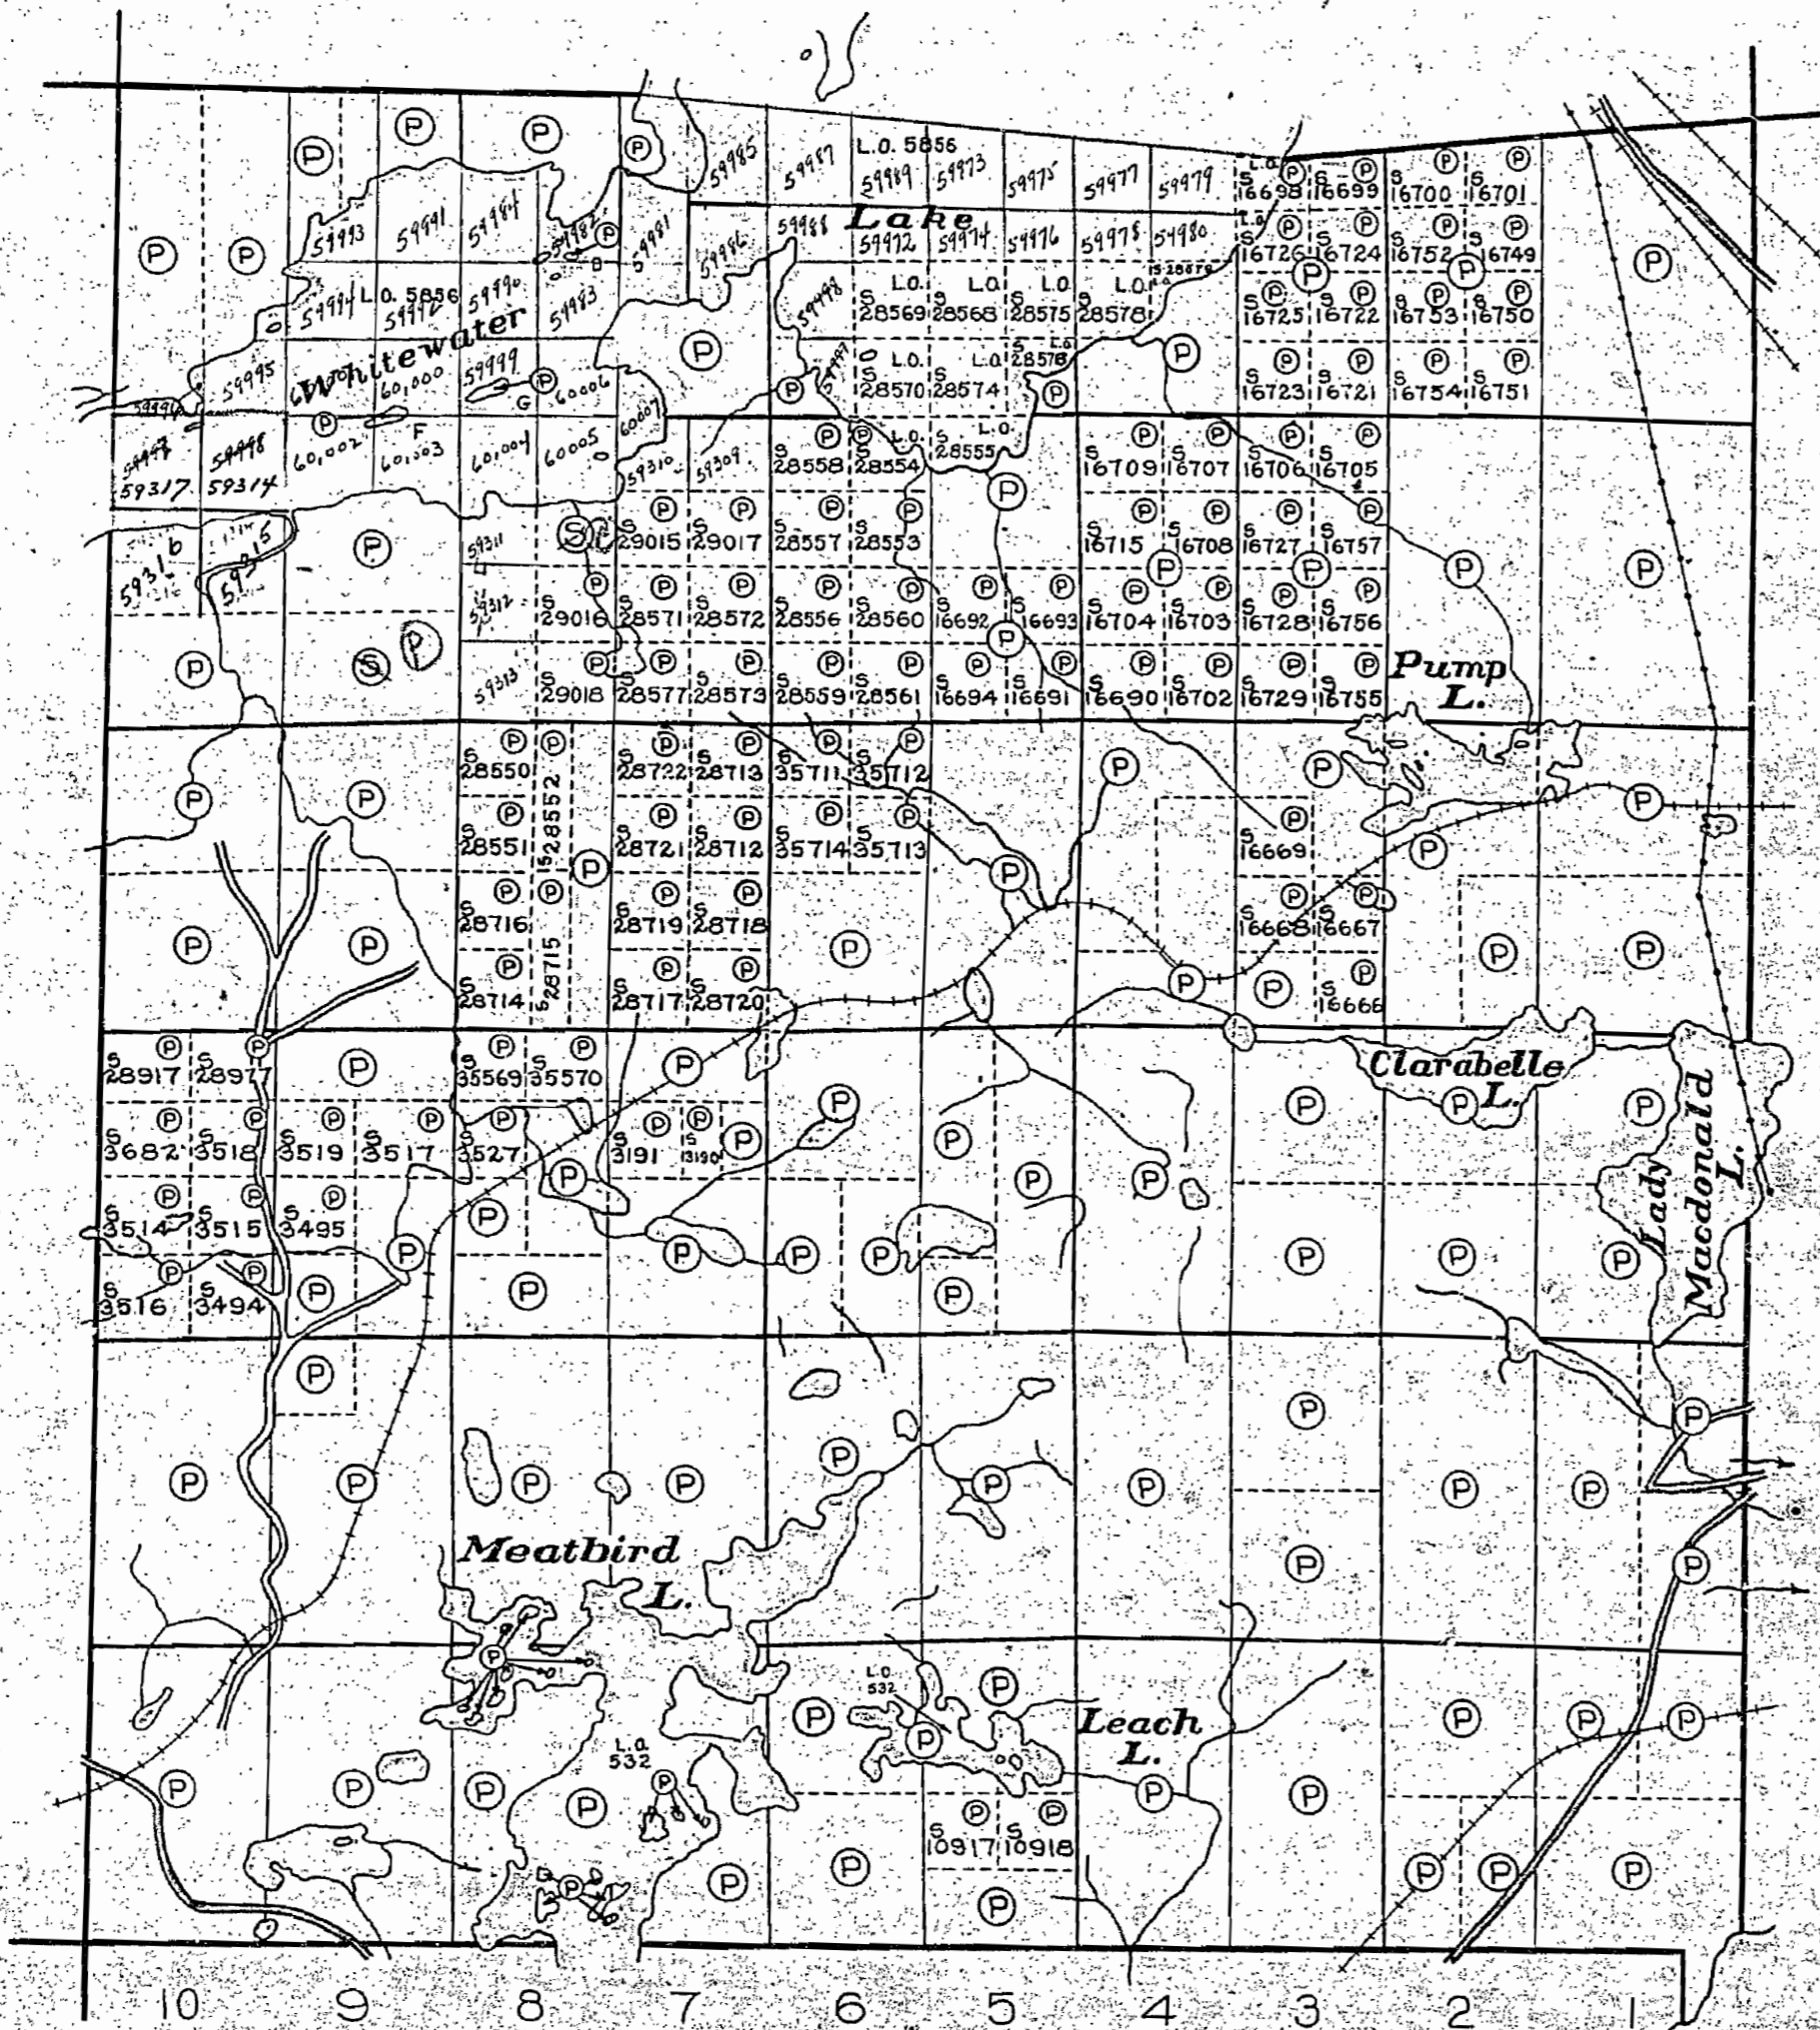 P P P P
59985 59987 L.O. 5856
59989 59973 59975 59977 59979
L.O. P P P P
S 16698 S 16699 S 16700 S 16701
P P 59993 59991 59984 59982 P 59981 59986 59988 Lake
59972 59974 59976 59978 59980
L.O. P P P P
S 16726 S 16724 S 16752 S 16749
P P P
B
59994 L.O. 5856 59992 59990 59983
59998 L.O. L.O. L.O. L.O.
S 28569 S 28568 S 28575 S 28578
P P P P
S 16725 S 16722 S 16753 S 16750
Whitewater
P P
L.O. L.O. S 28576 L.O.
S 28570 S 28574
P P P P P
S 16723 S 16721 S 16754 S 16751
59995 60,000 59999 P 60006 60007
G
59996 P F
59997 59998 60,002 60,003 60,004 60005
59317 59314
59310 59309
P P L.O. L.O. P P P P
S 28558 S 28554 S 28555 S 16709 S 16707 S 16706 S 16705
P
59316 59315 P 59311 S
P P P P P P P P
S 29015 S 29017 S 28557 S 28553 S 16715 S 16708 S 16727 S 16757
P P P P
59312
P P P P P P P P P P P
S 29016 S 28571 S 28572 S 28556 S 28560 S 16692 S 16693 S 16704 S 16703 S 16728 S 16756
P
P S P 59313
P P P P P P P P P P P
S 29018 S 28577 S 28573 S 28559 S 28561 S 16694 S 16691 S 16690 S 16702 S 16729 S 16755
Pump
L.
P P P P P P
S 28550 S 28552 S 28722 S 28713 S 35711 S 35712
P P P P P
P P P P P
S 28551 S 28721 S 28712 S 35714 S 35713 S 16669
P P P
P P P P P P
S 28716 S 28715 S 28719 S 28718 S 16668 S 16667
P P P P P
P P P P P P
S 28714 S 28717 S 28720 S 16666
P P P P P
S 28917 S 28917 P S 35569 S 35570 P
Clarabelle
L.
P P P P
P P P P P P P
S 3682 S 3518 S 3519 S 3517 S 3527 S 3191 S 3190
P P P P P P
Lady
Macdonald
L.
P P P
S 3514 S 3515 S 3495
P P P P P P P P
P P
S 3516 S 3494
P P P
P P P
P P P P P P P P P P
Meatbird
L.
P P
P
L.O.
532
P P P Leach
L.
P P P P
L.O.
532
P P P P P P P
P P
S 10917 S 10918
P P P P P P
P
10 9 8 7 6 5 4 3 2 1